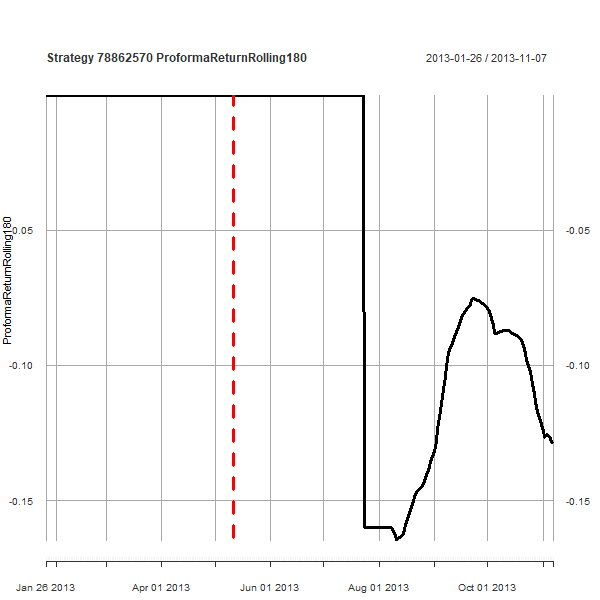 Strategy 78862570 ProformaReturnRolling180
2013-01-26 / 2013-11-07
ProformaReturnRolling180
-0.05
-0.05
-0.10
-0.10
-0.15
-0.15
Jan 26 2013
Apr 01 2013
Jun 01 2013
Aug 01 2013
Oct 01 2013